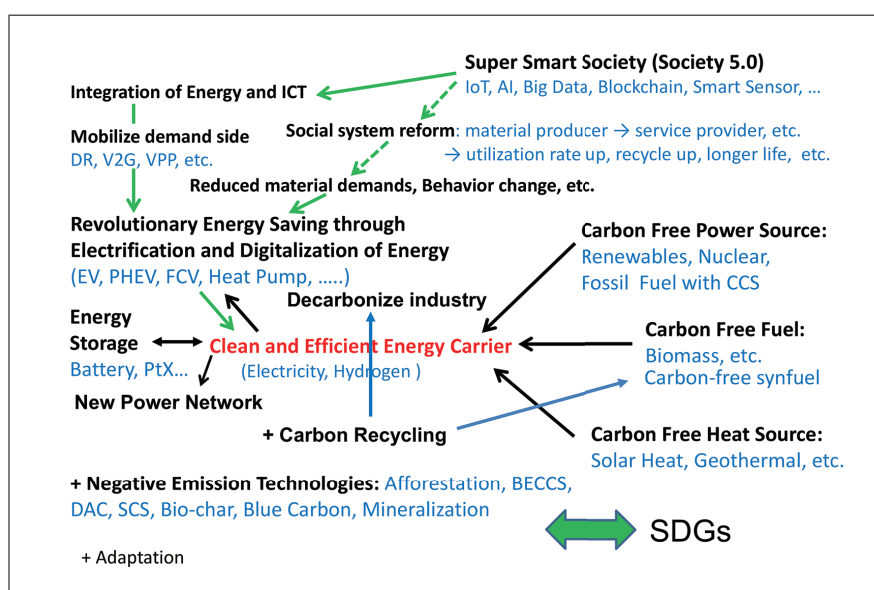 Super Smart Society (Society 5.0)
IoT, AI, Big Data, Blockchain, Smart Sensor, ...
Integration of Energy and ICT
Mobilize demand side
DR, V2G, VPP, etc.
Social system reform: material producer → service provider, etc.
→ utilization rate up, recycle up, longer life, etc.
Reduced material demands, Behavior change, etc.
Revolutionary Energy Saving through
Electrification and Digitalization of Energy
(EV, PHEV, FCV, Heat Pump, .....)
Carbon Free Power Source:
Renewables, Nuclear,
Fossil Fuel with CCS
Decarbonize industry
Energy
Storage
Battery, PtX...
Clean and Efficient Energy Carrier
(Electricity, Hydrogen )
Carbon Free Fuel:
Biomass, etc.
Carbon-free synfuel
New Power Network
+ Carbon Recycling
Carbon Free Heat Source:
Solar Heat, Geothermal, etc.
+ Negative Emission Technologies: Afforestation, BECCS,
DAC, SCS, Bio-char, Blue Carbon, Mineralization
SDGs
+ Adaptation